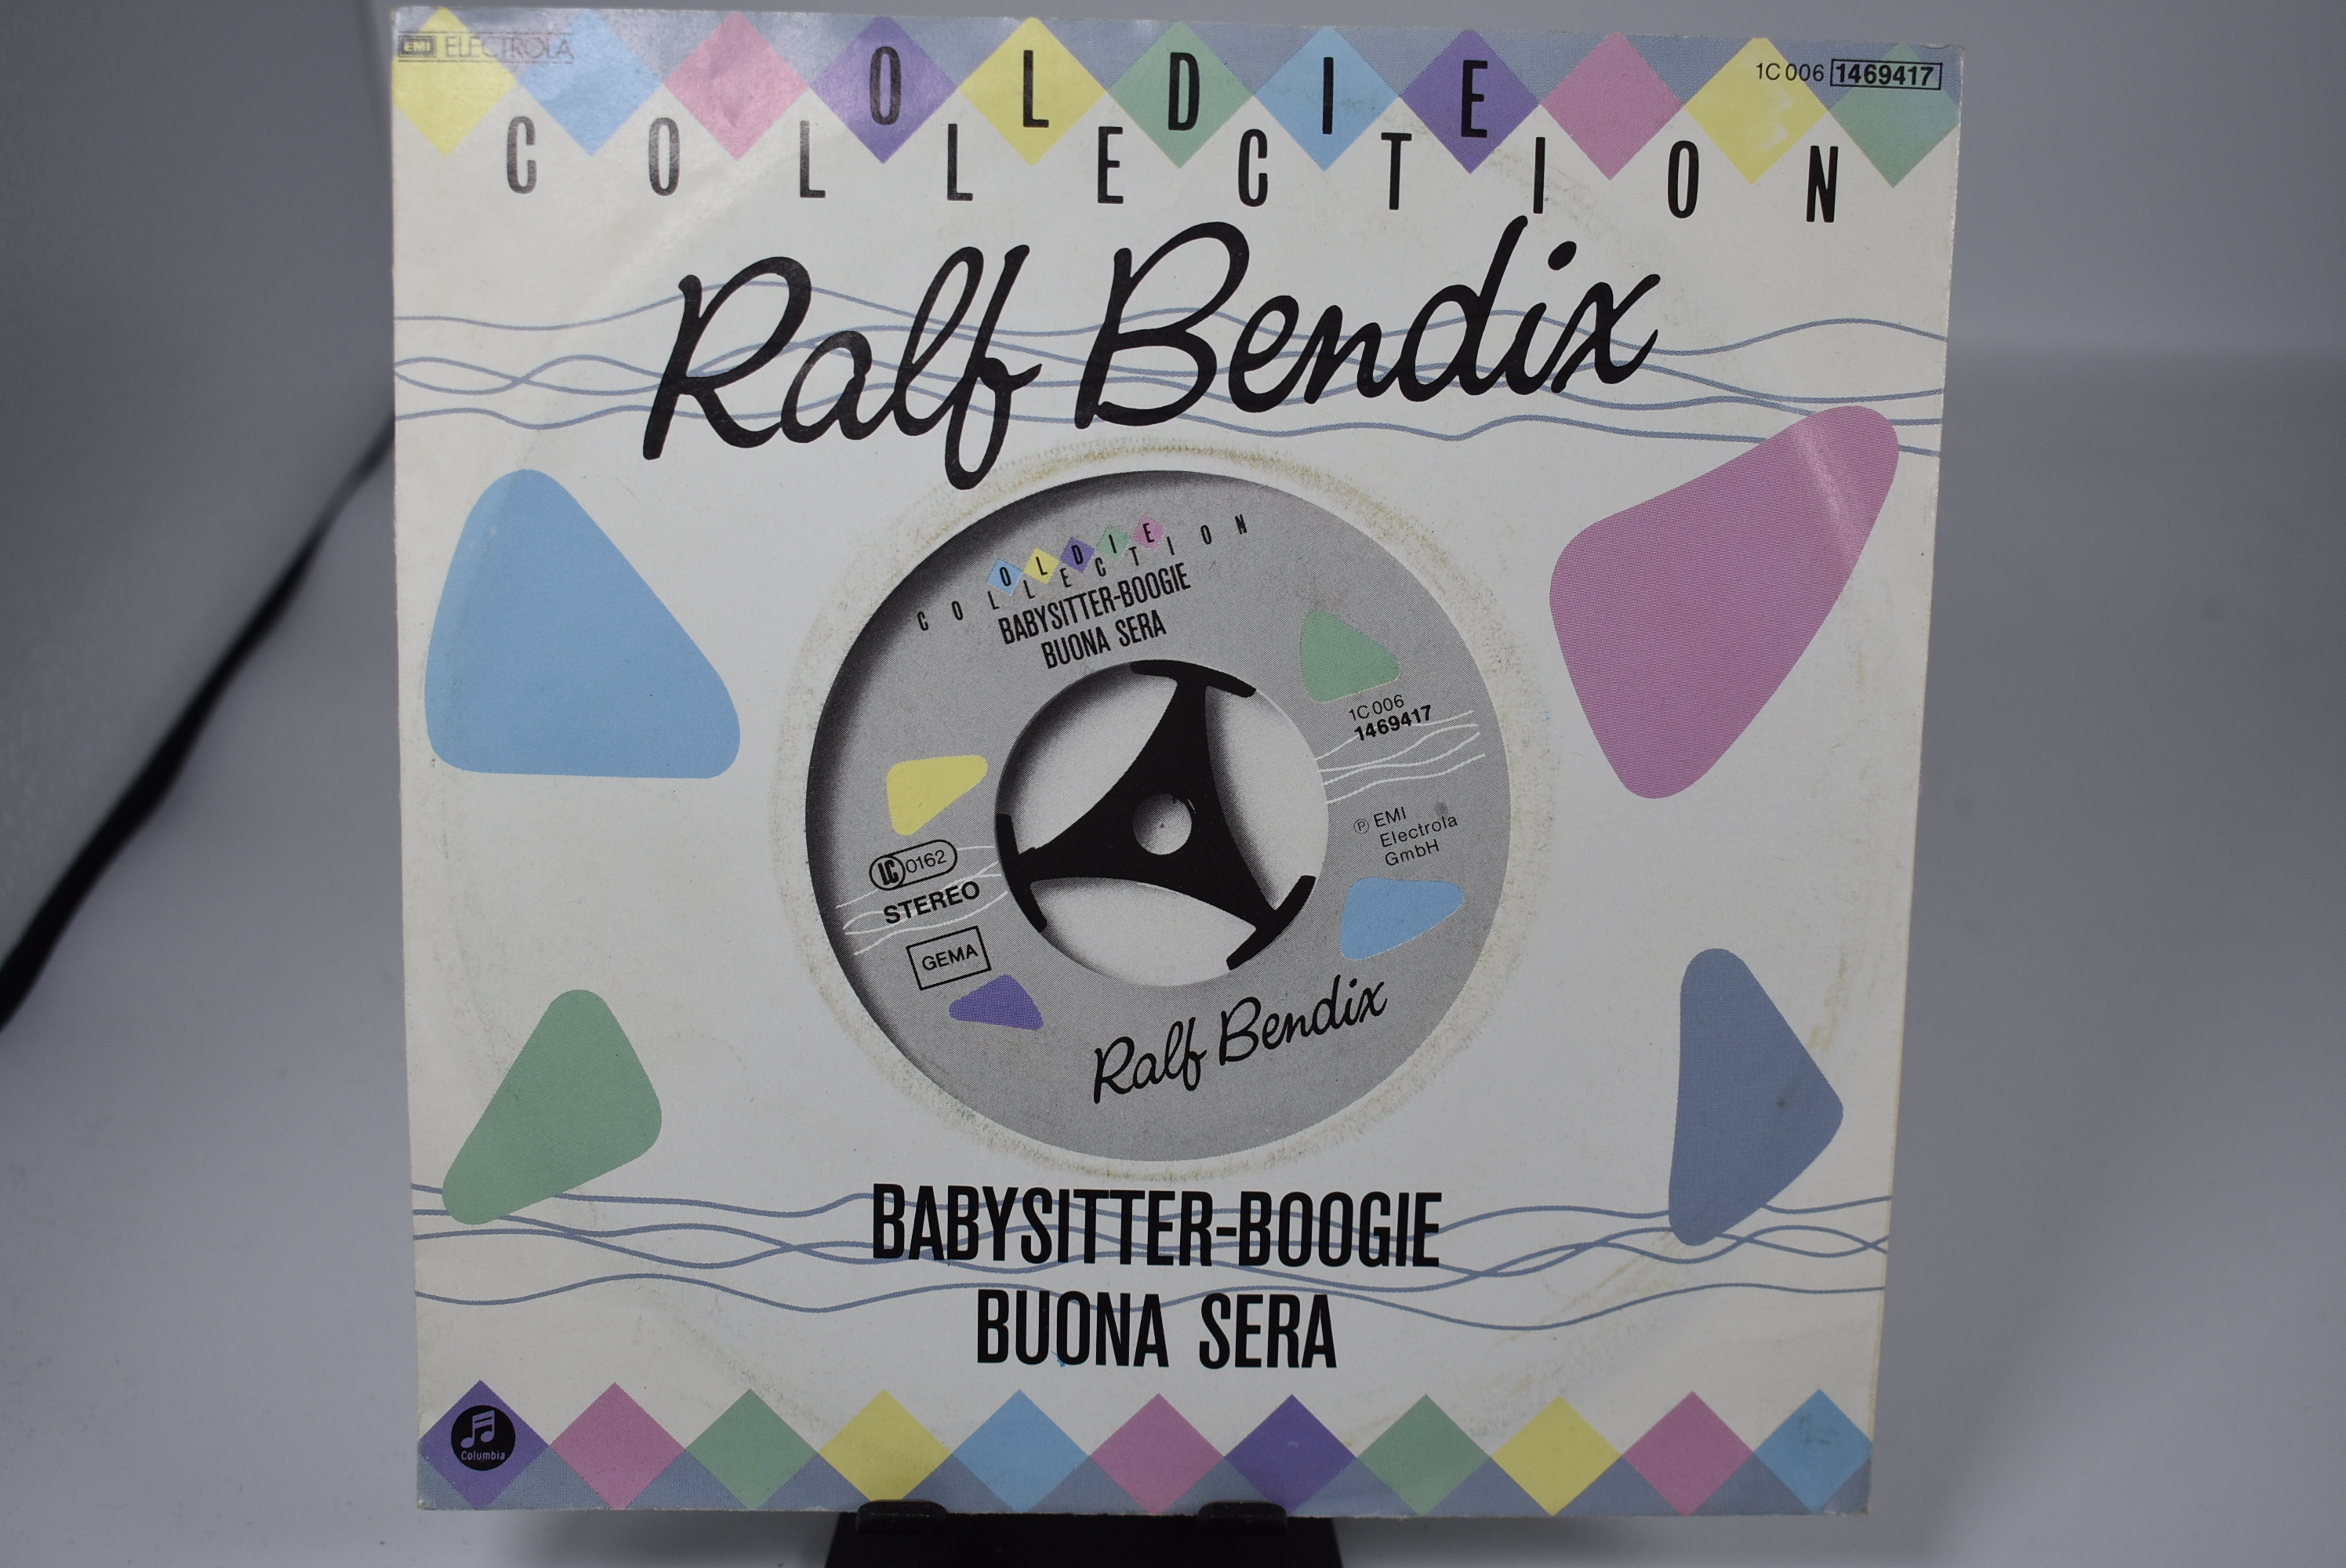 EMI ELECTROLA
1C 006 1469417
OLDIE
COLLECTION
Ralf Bendix
OLDIE
COLLECTION
BABYSITTER-BOOGIE
BUONA SERA
1C 006
1469417
LC 0162
STEREO
GEMA
℗ EMI
Electrola
GmbH
Ralf Bendix
BABYSITTER-BOOGIE
BUONA SERA
Columbia